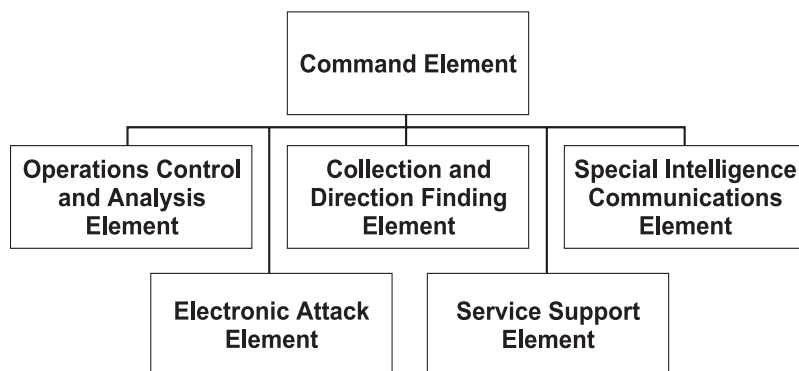 Command Element
Operations Control
and Analysis
Element
Collection and
Direction Finding
Element
Special Intelligence
Communications
Element
Electronic Attack
Element
Service Support
Element